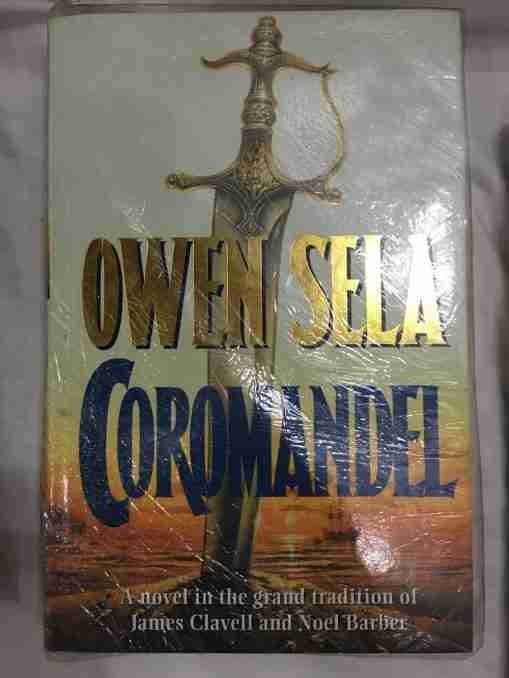 OWEN SELA
COROMANDEL
A novel in the grand tradition of
James Clavell and Noel Barber